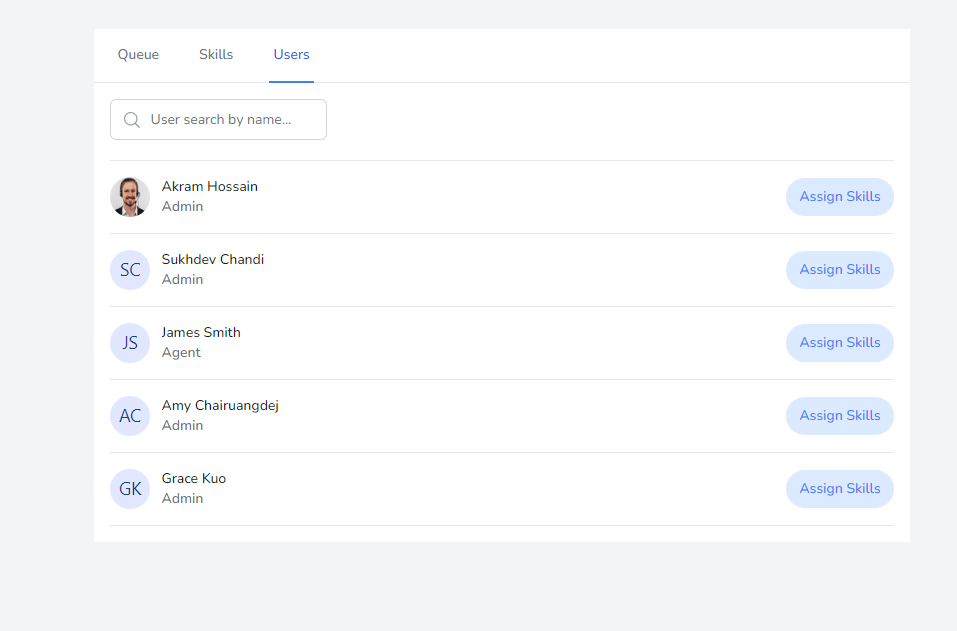 Queue Skills Users
User search by name...
Akram Hossain
Admin
Assign Skills
SC
Sukhdev Chandi
Admin
Assign Skills
JS
James Smith
Agent
Assign Skills
AC
Amy Chairuangdej
Admin
Assign Skills
GK
Grace Kuo
Admin
Assign Skills